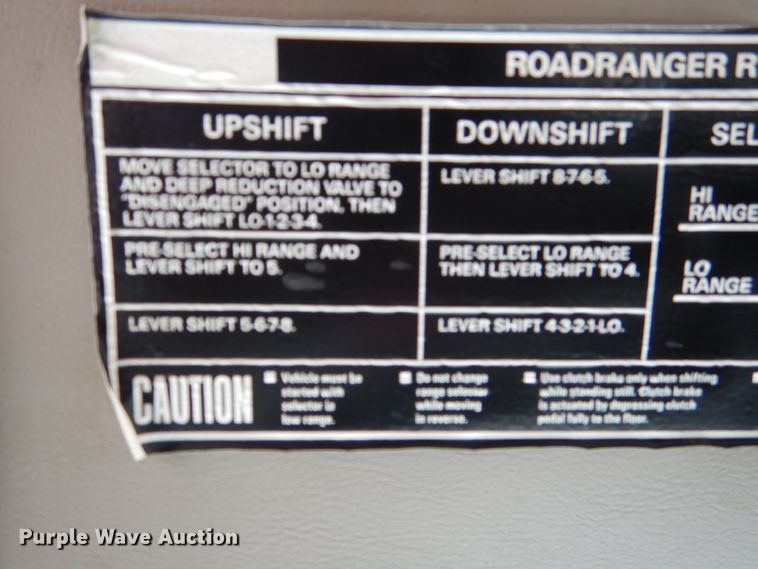 ROADRANGER R
UPSHIFT
DOWNSHIFT
SEL
MOVE SELECTOR TO LO RANGE
AND DEEP REDUCTION VALVE TO
"DISENGAGED" POSITION, THEN
LEVER SHIFT LO-1-2-3-4.
LEVER SHIFT 8-7-6-5.
HI
RANGE
PRE-SELECT HI RANGE AND
LEVER SHIFT TO 5.
PRE-SELECT LO RANGE
THEN LEVER SHIFT TO 4.
LO
RANGE
LEVER SHIFT 5-6-7-8.
LEVER SHIFT 4-3-2-1-LO.
CAUTION
Vehicle must be
started with
selector in
low range.
Do not change
range selector
while moving
in reverse.
Use clutch brake only when shifting
while standing still. Clutch brake
is actuated by depressing clutch
pedal fully to the floor.
Purple Wave Auction